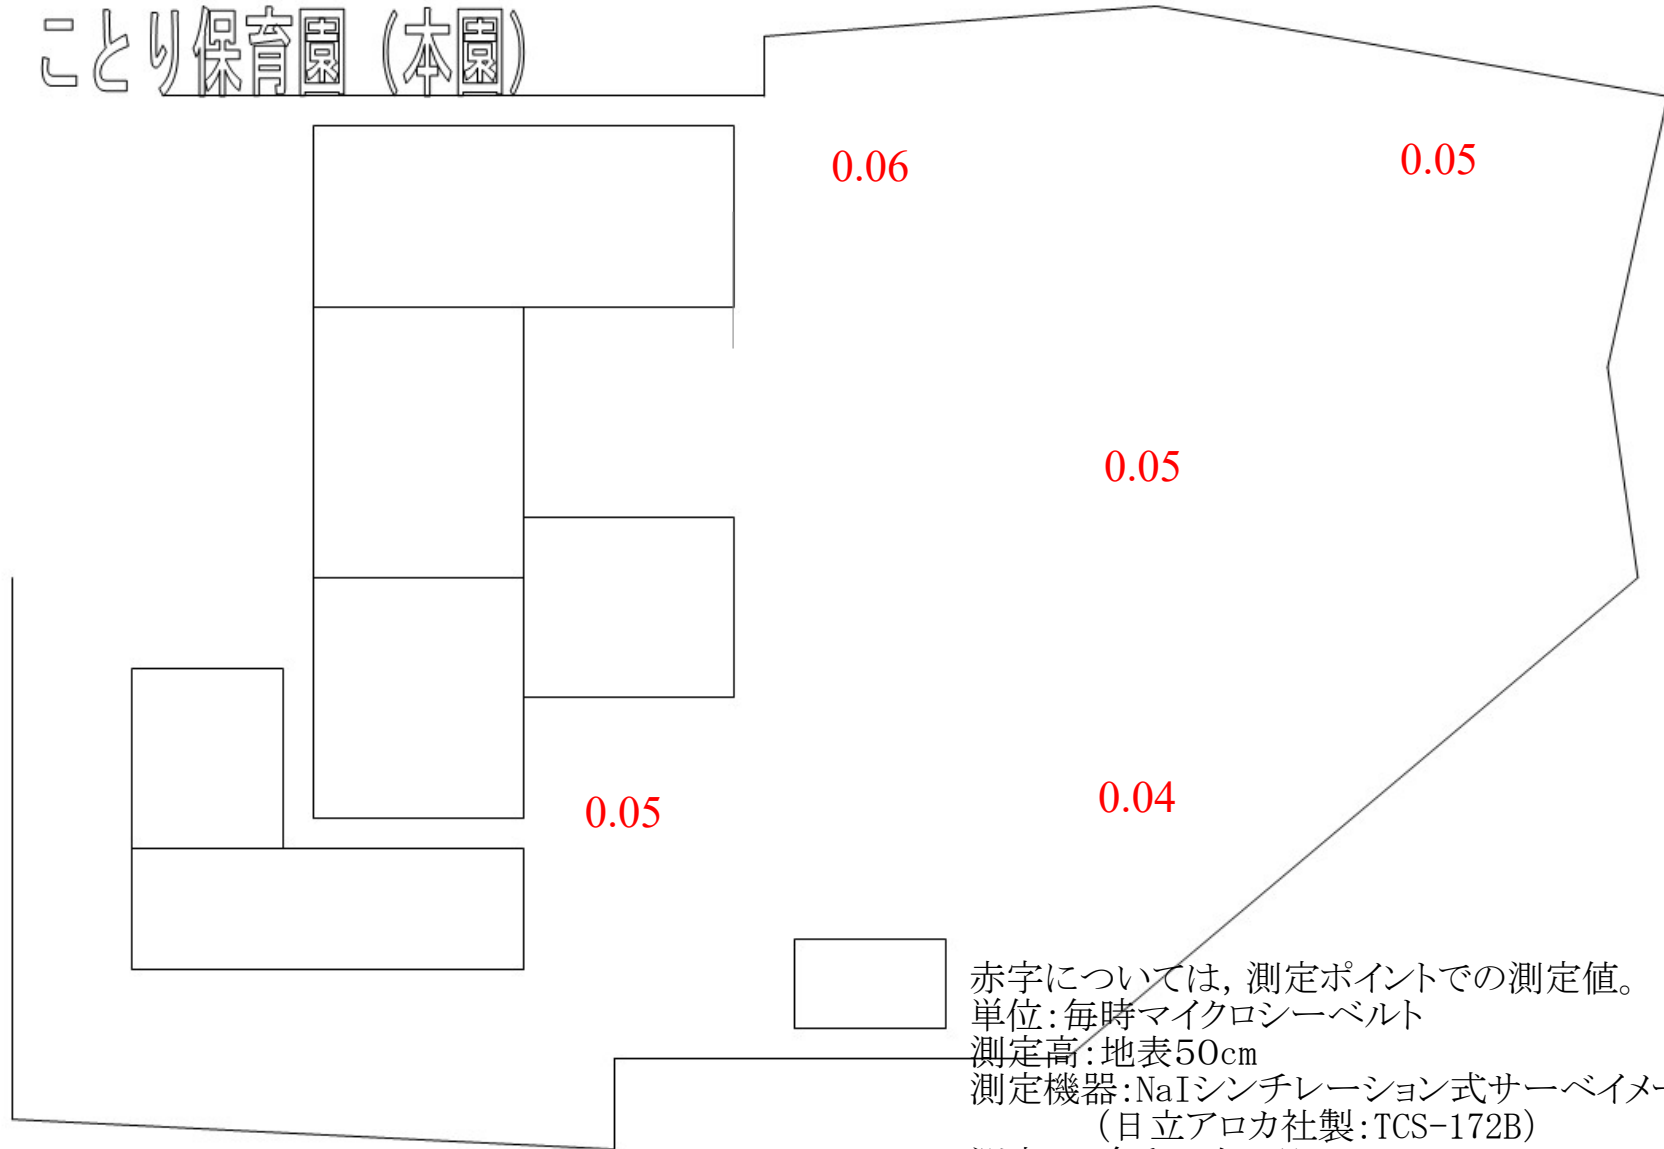 ことり保育園（本園）
0.06
0.05
0.05
0.05
0.04
赤字については，測定ポイントでの測定値。
単位：毎時マイクロシーベルト
測定高：地表50cm
測定機器：NaIシンチレーション式サーベイメー
（日立アロカ社製：TCS-172B）